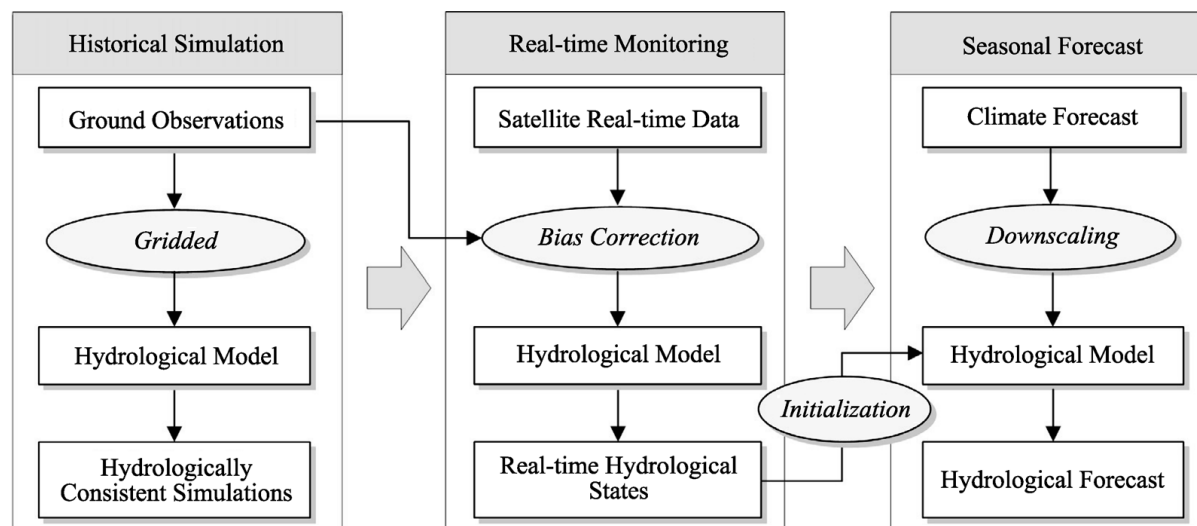 Historical Simulation
Ground Observations
Gridded
Hydrological Model
Hydrologically
Consistent Simulations
Real-time Monitoring
Satellite Real-time Data
Bias Correction
Hydrological Model
Real-time Hydrological
States
Initialization
Seasonal Forecast
Climate Forecast
Downscaling
Hydrological Model
Hydrological Forecast